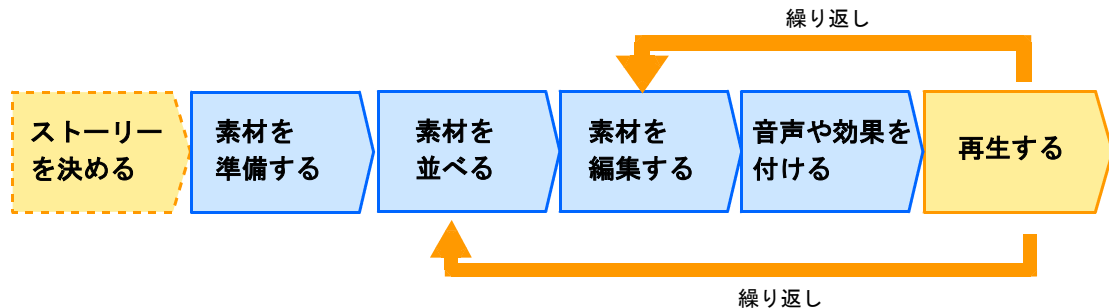 繰り返し
ストーリー
を決める
素材を
準備する
素材を
並べる
素材を
編集する
音声や効果を
付ける
再生する
繰り返し